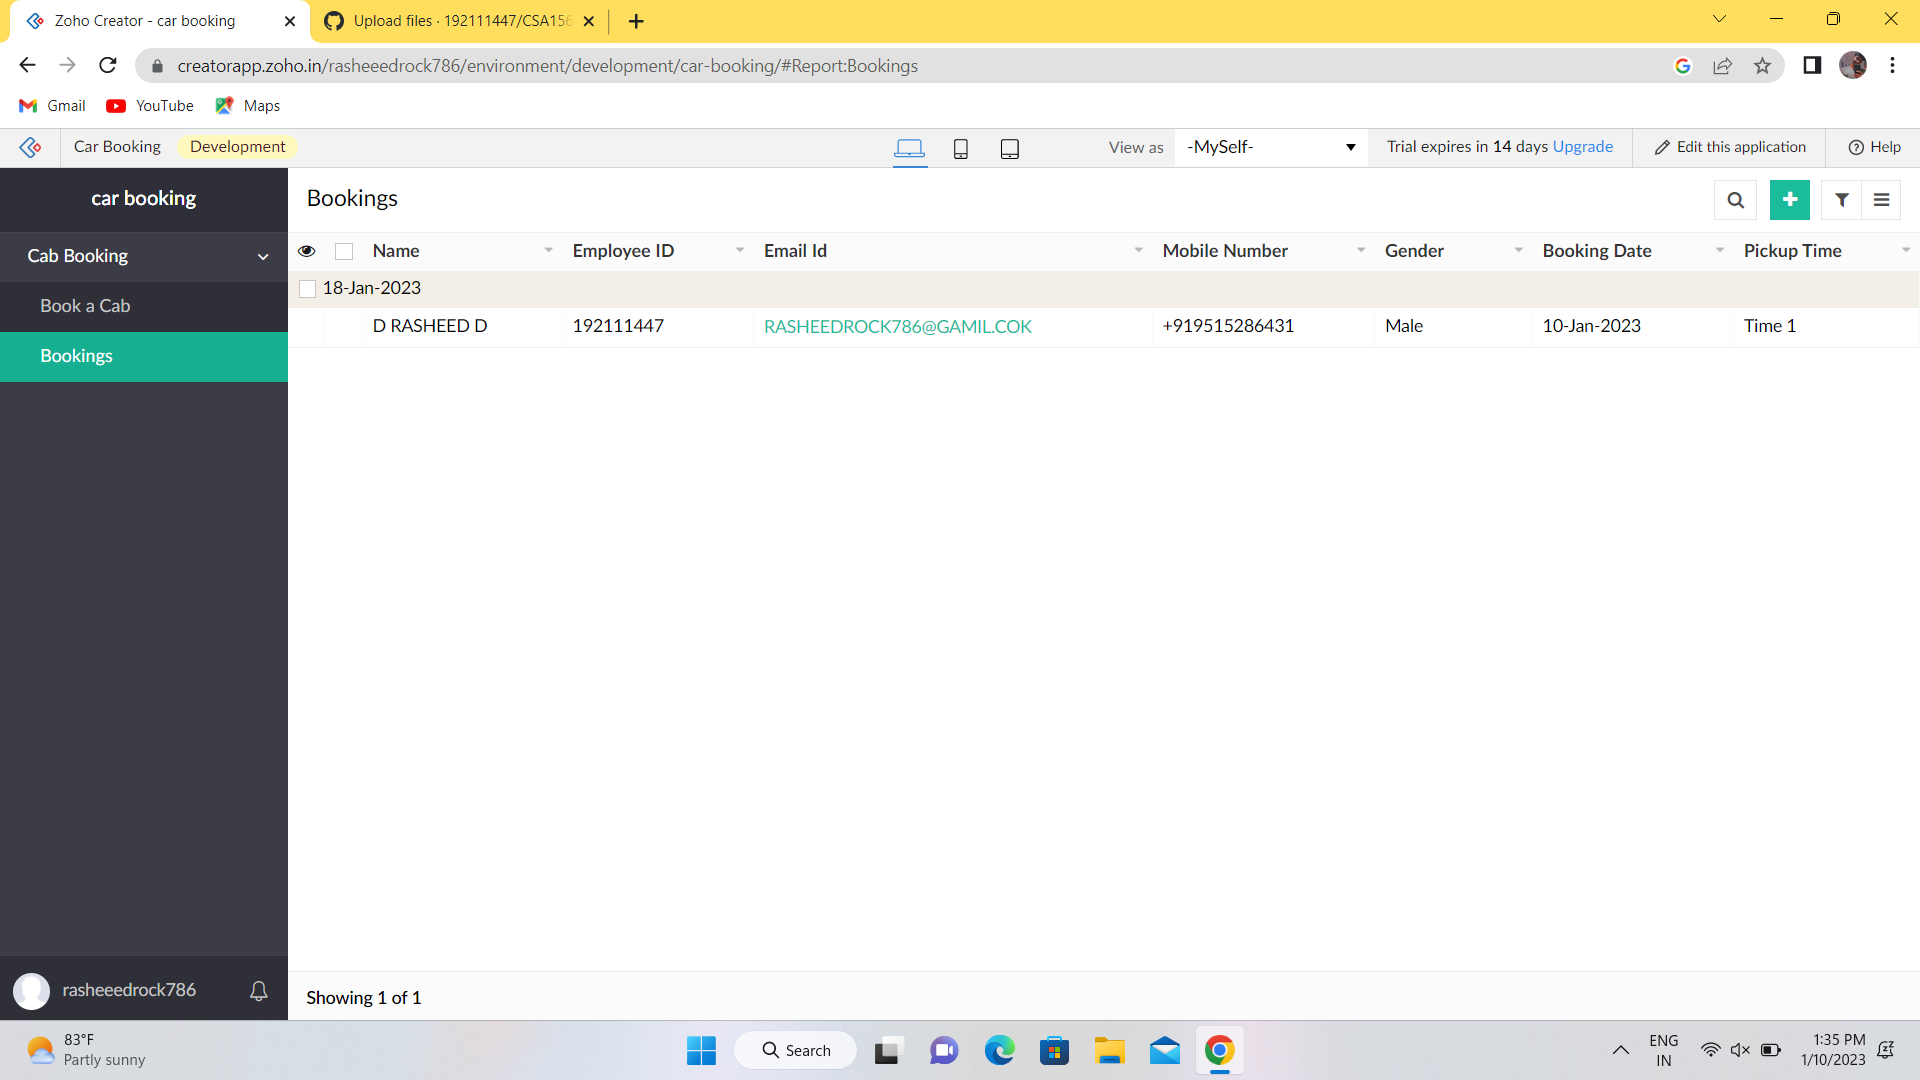 Zoho Creator - car booking
Upload files · 192111447/CSA156
creatorapp.zoho.in/rasheeedrock786/environment/development/car-booking/#Report:Bookings
Gmail YouTube Maps
Car Booking Development View as -MySelf- Trial expires in 14 days Upgrade Edit this application Help
car booking
Bookings
Cab Booking
Name Employee ID Email Id Mobile Number Gender Booking Date Pickup Time
18-Jan-2023
Book a Cab
D RASHEED D 192111447 RASHEEDROCK786@GAMIL.COK +919515286431 Male 10-Jan-2023 Time 1
Bookings
rasheeedrock786
Showing 1 of 1
83°F
Partly sunny
Search
ENG
IN
1:35 PM
1/10/2023